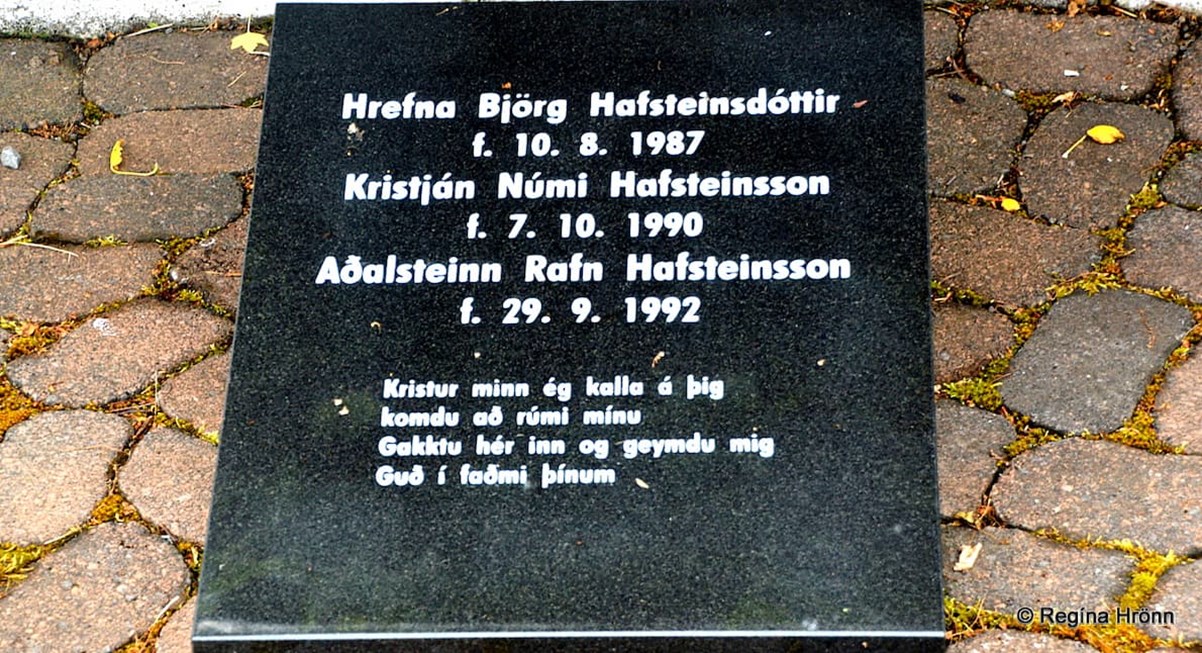 Hrefna Björg Hafsteinsdóttir
f. 10. 8. 1987
Kristján Númi Hafsteinsson
f. 7. 10. 1990
Aðalsteinn Rafn Hafsteinsson
f. 29. 9. 1992
Kristur minn ég kalla á þig
komdu að rúmi mínu
Gakktu hér inn og geymdu mig
Guð í faðmi þínum
© Regína Hrönn